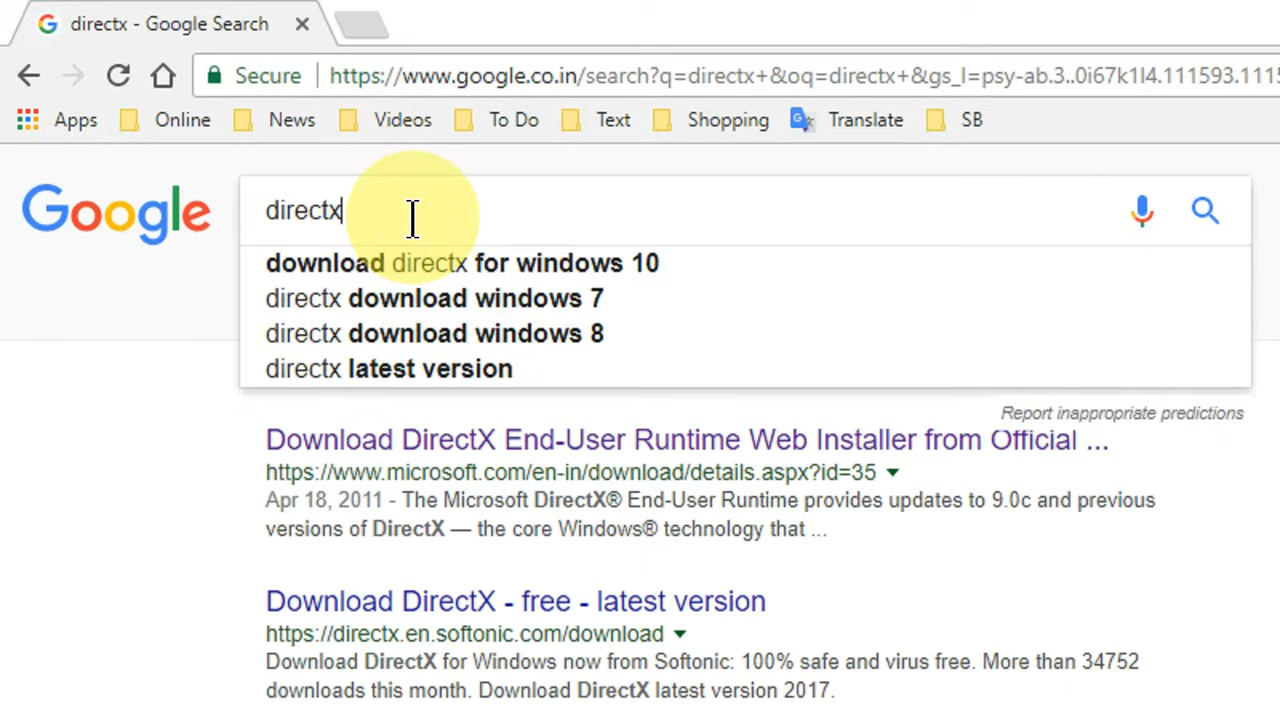 directx - Google Search
Secure https://www.google.co.in/search?q=directx+&oq=directx+&gs_l=psy-ab.3..0i67k1l4.111593.1115
Apps Online News Videos To Do Text Shopping Translate SB
Google directx
download directx for windows 10
directx download windows 7
directx download windows 8
directx latest version
Report inappropriate predictions
Download DirectX End-User Runtime Web Installer from Official ...
https://www.microsoft.com/en-in/download/details.aspx?id=35
Apr 18, 2011 - The Microsoft DirectX® End-User Runtime provides updates to 9.0c and previous
versions of DirectX — the core Windows® technology that ...
Download DirectX - free - latest version
https://directx.en.softonic.com/download
Download DirectX for Windows now from Softonic: 100% safe and virus free. More than 34752
downloads this month. Download DirectX latest version 2017.